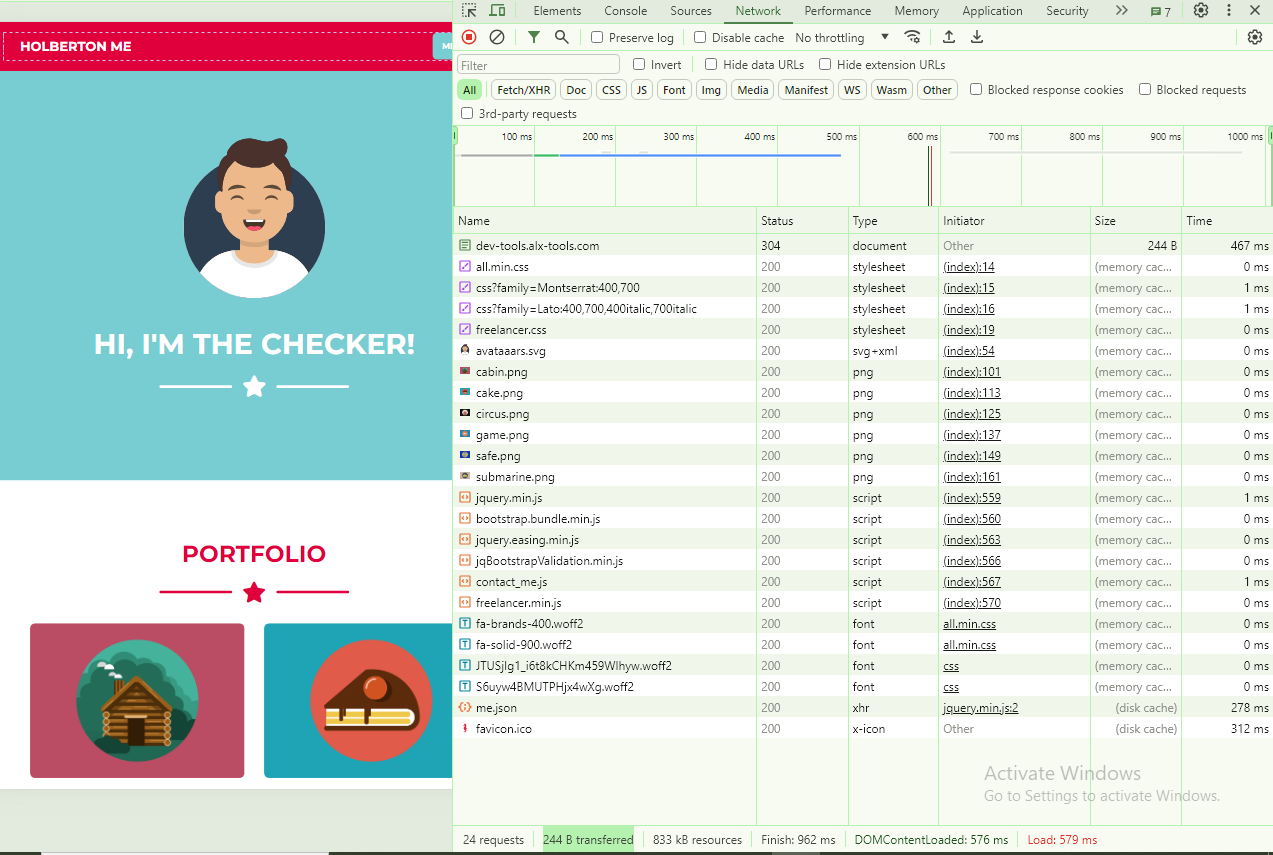 HOLBERTON ME
HI, I'M THE CHECKER!
PORTFOLIO
Elements Console Sources Network Performance Memory Application Security 7
Preserve log Disable cache No throttling
Filter Invert Hide data URLs Hide extension URLs
All Fetch/XHR Doc CSS JS Font Img Media Manifest WS Wasm Other Blocked response cookies Blocked requests
3rd-party requests
100 ms 200 ms 300 ms 400 ms 500 ms 600 ms 700 ms 800 ms 900 ms 1000 ms
Name Status Type Initiator Size Time
dev-tools.alx-tools.com 304 document Other 244 B 467 ms
all.min.css 200 stylesheet (index):14 (memory cac... 0 ms
css?family=Montserrat:400,700 200 stylesheet (index):15 (memory cac... 1 ms
css?family=Lato:400,700,400italic,700italic 200 stylesheet (index):16 (memory cac... 1 ms
freelancer.css 200 stylesheet (index):19 (memory cac... 0 ms
avataaars.svg 200 svg+xml (index):54 (memory cac... 0 ms
cabin.png 200 png (index):101 (memory cac... 0 ms
cake.png 200 png (index):113 (memory cac... 0 ms
circus.png 200 png (index):125 (memory cac... 0 ms
game.png 200 png (index):137 (memory cac... 0 ms
safe.png 200 png (index):149 (memory cac... 0 ms
submarine.png 200 png (index):161 (memory cac... 0 ms
jquery.min.js 200 script (index):559 (memory cac... 1 ms
bootstrap.bundle.min.js 200 script (index):560 (memory cac... 0 ms
jquery.easing.min.js 200 script (index):563 (memory cac... 0 ms
jqBootstrapValidation.min.js 200 script (index):566 (memory cac... 0 ms
contact_me.js 200 script (index):567 (memory cac... 1 ms
freelancer.min.js 200 script (index):570 (memory cac... 0 ms
fa-brands-400.woff2 200 font all.min.css (memory cac... 0 ms
fa-solid-900.woff2 200 font all.min.css (memory cac... 0 ms
JTUSjIg1_i6t8kCHKm459Wlhyw.woff2 200 font css (memory cac... 0 ms
S6uyw4BMUTPHjx4wXg.woff2 200 font css (memory cac... 0 ms
me.json 200 xhr jquery.min.js:2 (disk cache) 278 ms
favicon.ico 200 x-icon Other (disk cache) 312 ms
Activate Windows
Go to Settings to activate Windows.
24 requests 244 B transferred 833 kB resources Finish: 962 ms DOMContentLoaded: 576 ms Load: 579 ms